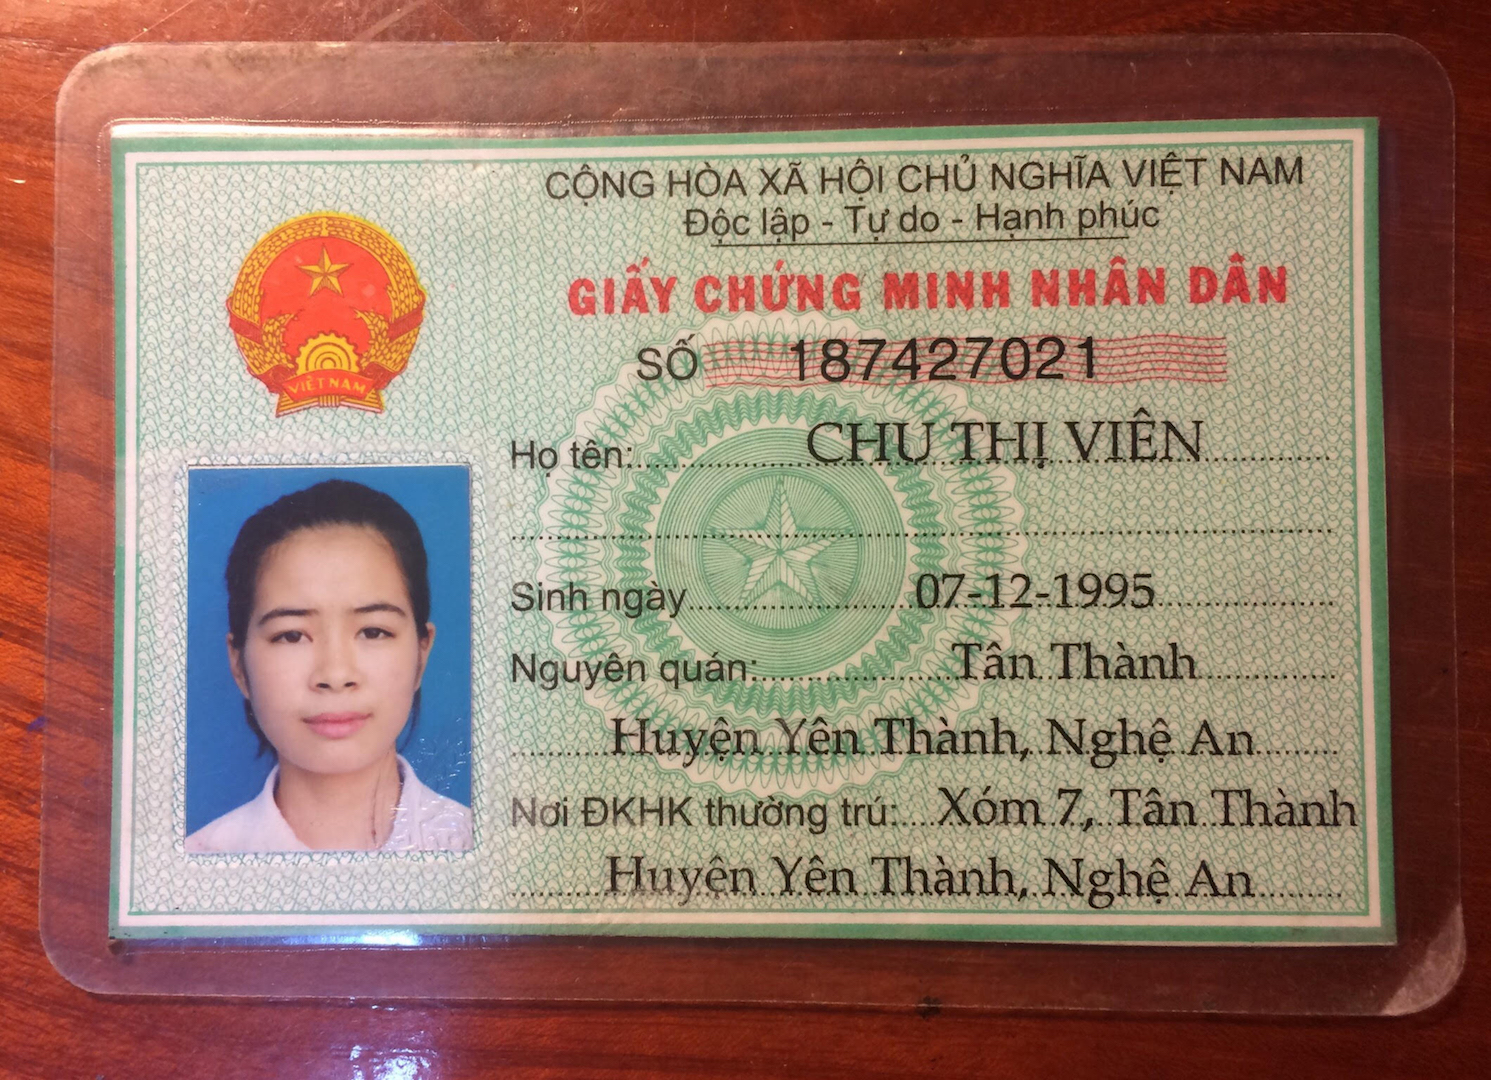 CỘNG HÒA XÃ HỘI CHỦ NGHĨA VIỆT NAM
Độc lập - Tự do - Hạnh phúc
GIẤY CHỨNG MINH NHÂN DÂN
SỐ 187427021
Họ tên: CHU THỊ VIÊN
Sinh ngày 07-12-1995
Nguyên quán: Tân Thành
Huyện Yên Thành, Nghệ An
Nơi ĐKHK thường trú: Xóm 7, Tân Thành
Huyện Yên Thành, Nghệ An
VIỆT NAM